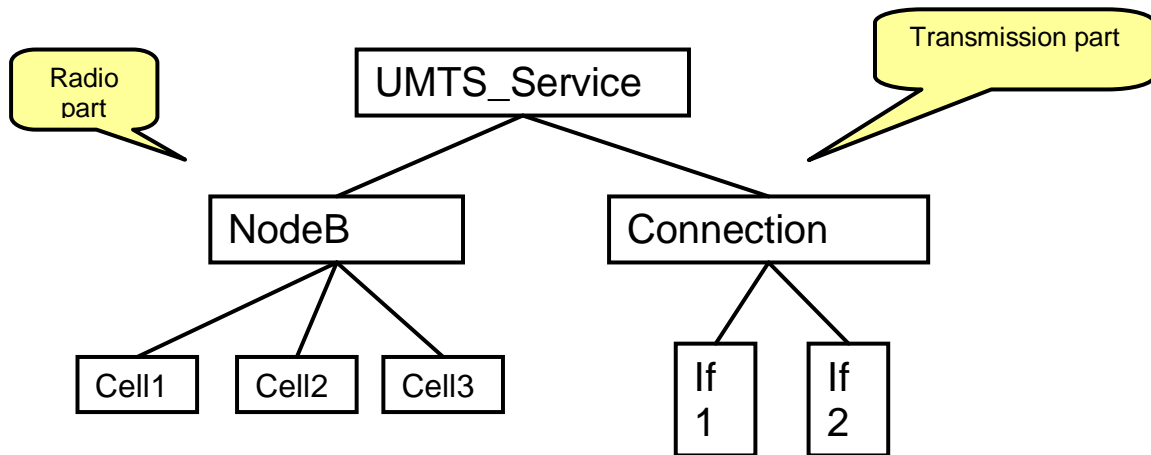 Radio
part
Transmission part
UMTS_Service
NodeB
Connection
Cell1
Cell2
Cell3
If
1
If
2